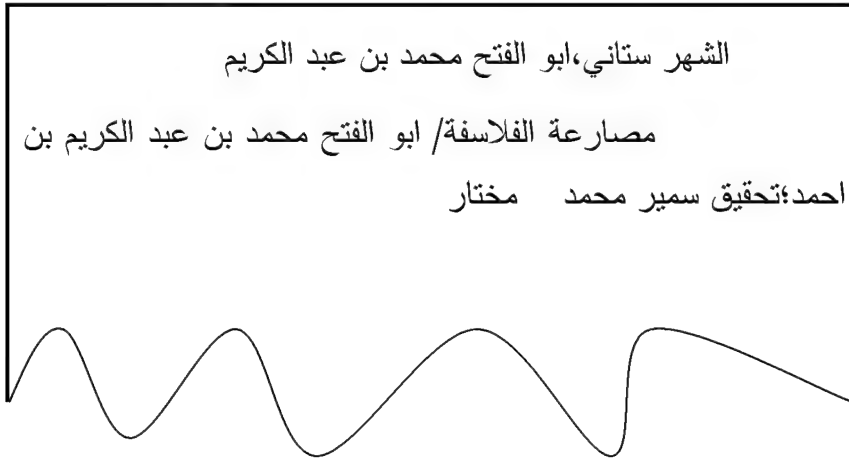 الشهر ستاني،ابو الفتح محمد بن عبد الكريم
مصارعة الفلاسفة/ ابو الفتح محمد بن عبد الكريم بن
احمد؛تحقيق سمير محمد مختار